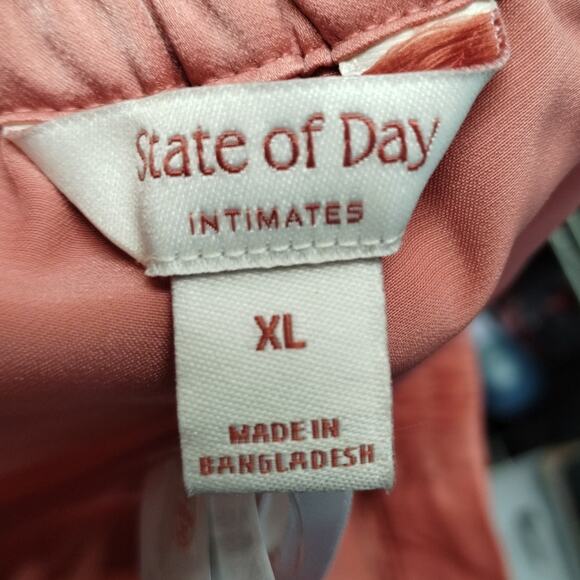 State of Day
INTIMATES
XL
MADE IN
BANGLADESH